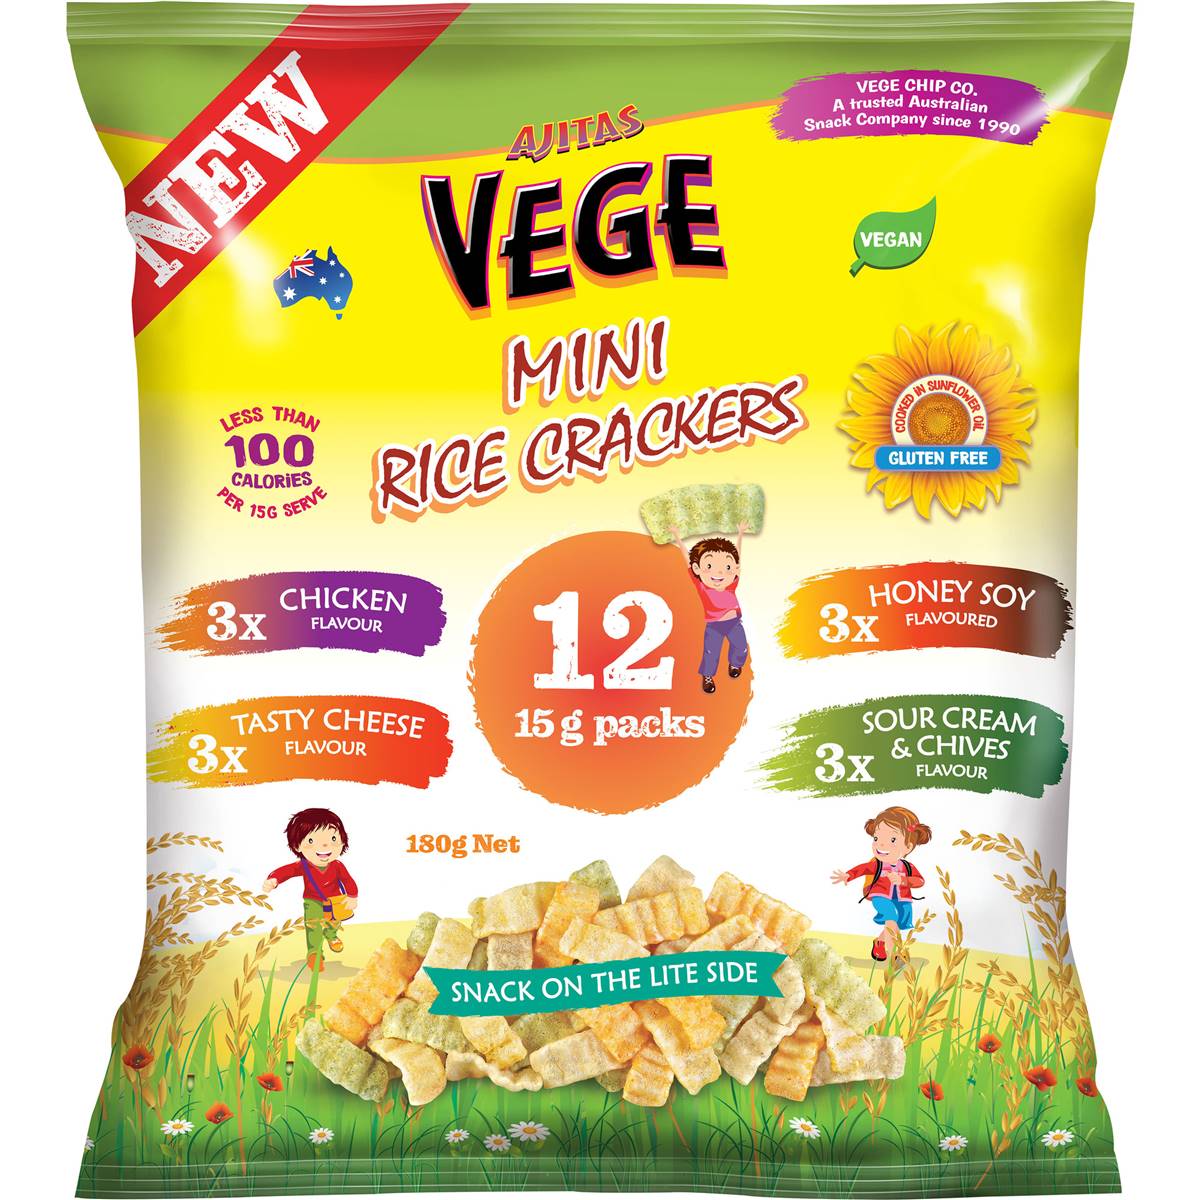 NEW
VEGE CHIP CO.
A trusted Australian
Snack Company since 1990
AJITAS
VEGE
VEGAN
MINI
RICE CRACKERS
LESS THAN
100
CALORIES
PER 15G SERVE
COOKED IN SUNFLOWER OIL
GLUTEN FREE
12
15g packs
3x CHICKEN
FLAVOUR
3x HONEY SOY
FLAVOURED
3x TASTY CHEESE
FLAVOUR
3x SOUR CREAM
& CHIVES
FLAVOUR
180g Net
SNACK ON THE LITE SIDE